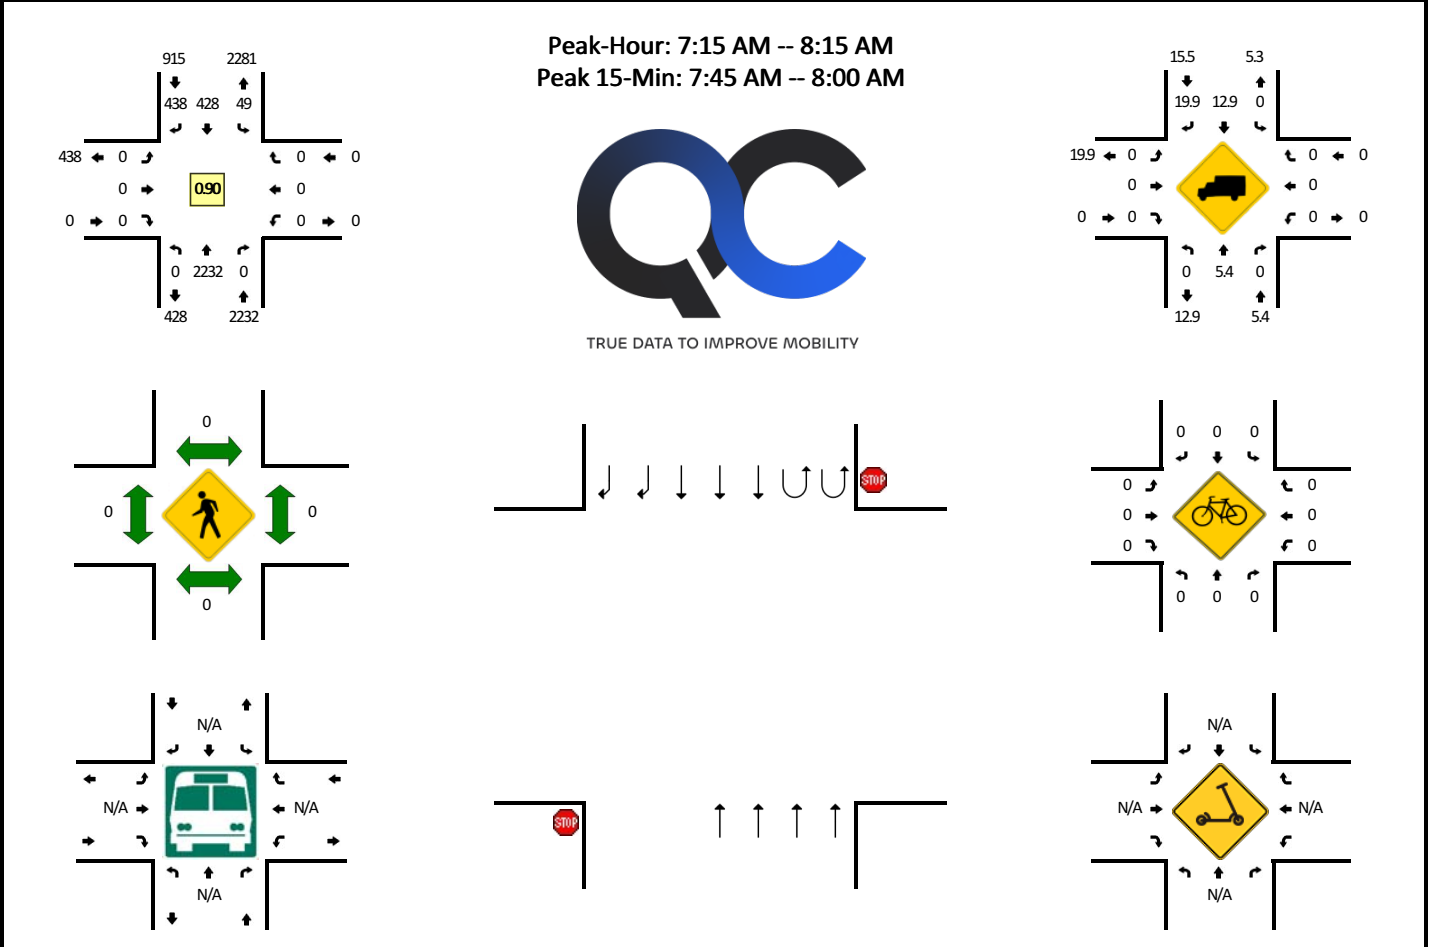 Peak-Hour: 7:15 AM -- 8:15 AM
Peak 15-Min: 7:45 AM -- 8:00 AM
915 2281
438 428 49
438 0 0 0
0 0.90 0
0 0 0 0
0 2232 0
428 2232
TRUE DATA TO IMPROVE MOBILITY
15.5 5.3
19.9 12.9 0
19.9 0 0 0
0 0
0 0 0 0
0 5.4 0
12.9 5.4
0
0 0
0
STOP
STOP
0 0 0
0 0
0 0
0 0
0 0 0
N/A
N/A N/A
N/A
N/A
N/A N/A
N/A